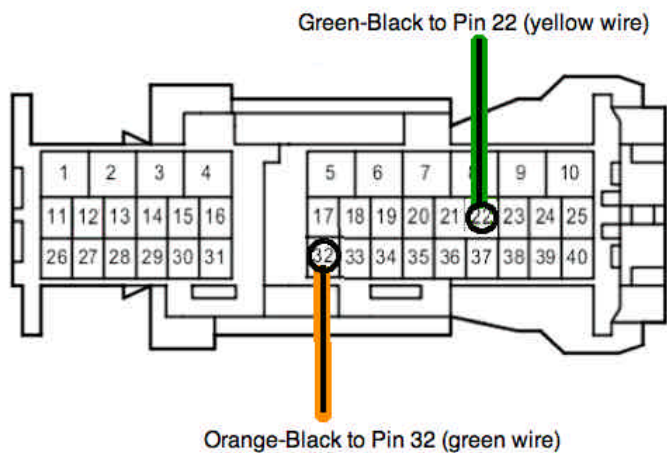 Green-Black to Pin 22 (yellow wire)
1 2 3 4 5 6 7 8 9 10
11 12 13 14 15 16 17 18 19 20 21 22 23 24 25
26 27 28 29 30 31 32 33 34 35 36 37 38 39 40
Orange-Black to Pin 32 (green wire)